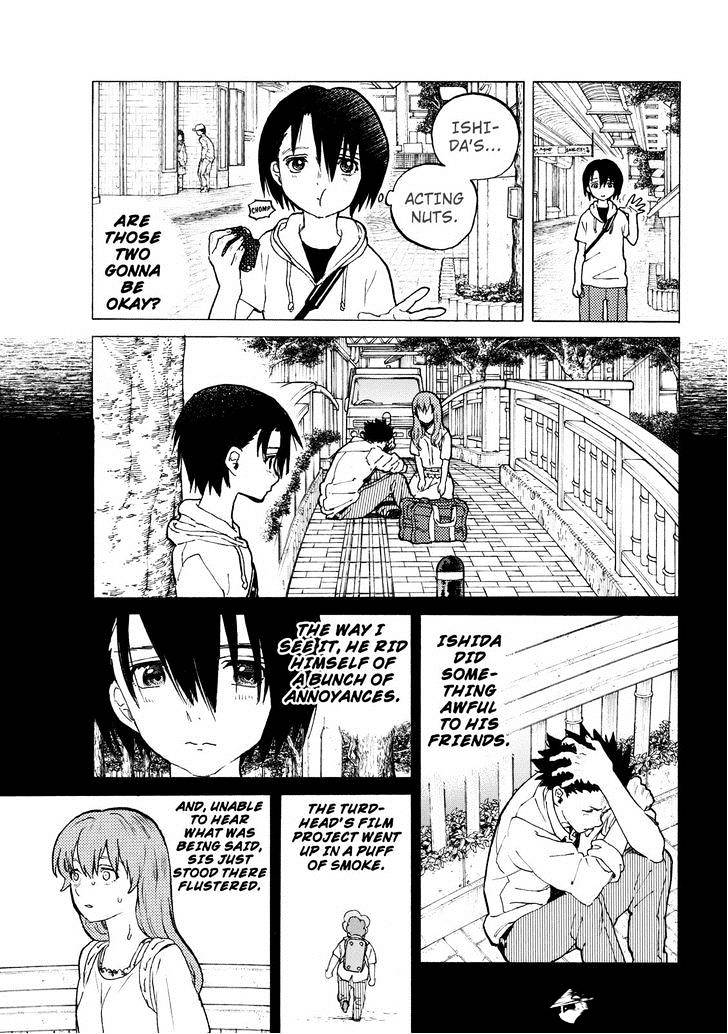 ISHI-
DA'S...
ACTING
NUTS.
CHOMP
ARE
THOSE
TWO
GONNA
BE
OKAY?
ISHIDA
DID
SOME-
THING
AWFUL
TO HIS
FRIENDS.
THE WAY I
SEE IT, HE RID
HIMSELF OF
A BUNCH OF
ANNOYANCES.
THE TURD-
HEAD'S FILM
PROJECT WENT
UP IN A PUFF
OF SMOKE.
AND, UNABLE
TO HEAR
WHAT WAS
BEING SAID,
SIS JUST
STOOD THERE
FLUSTERED.